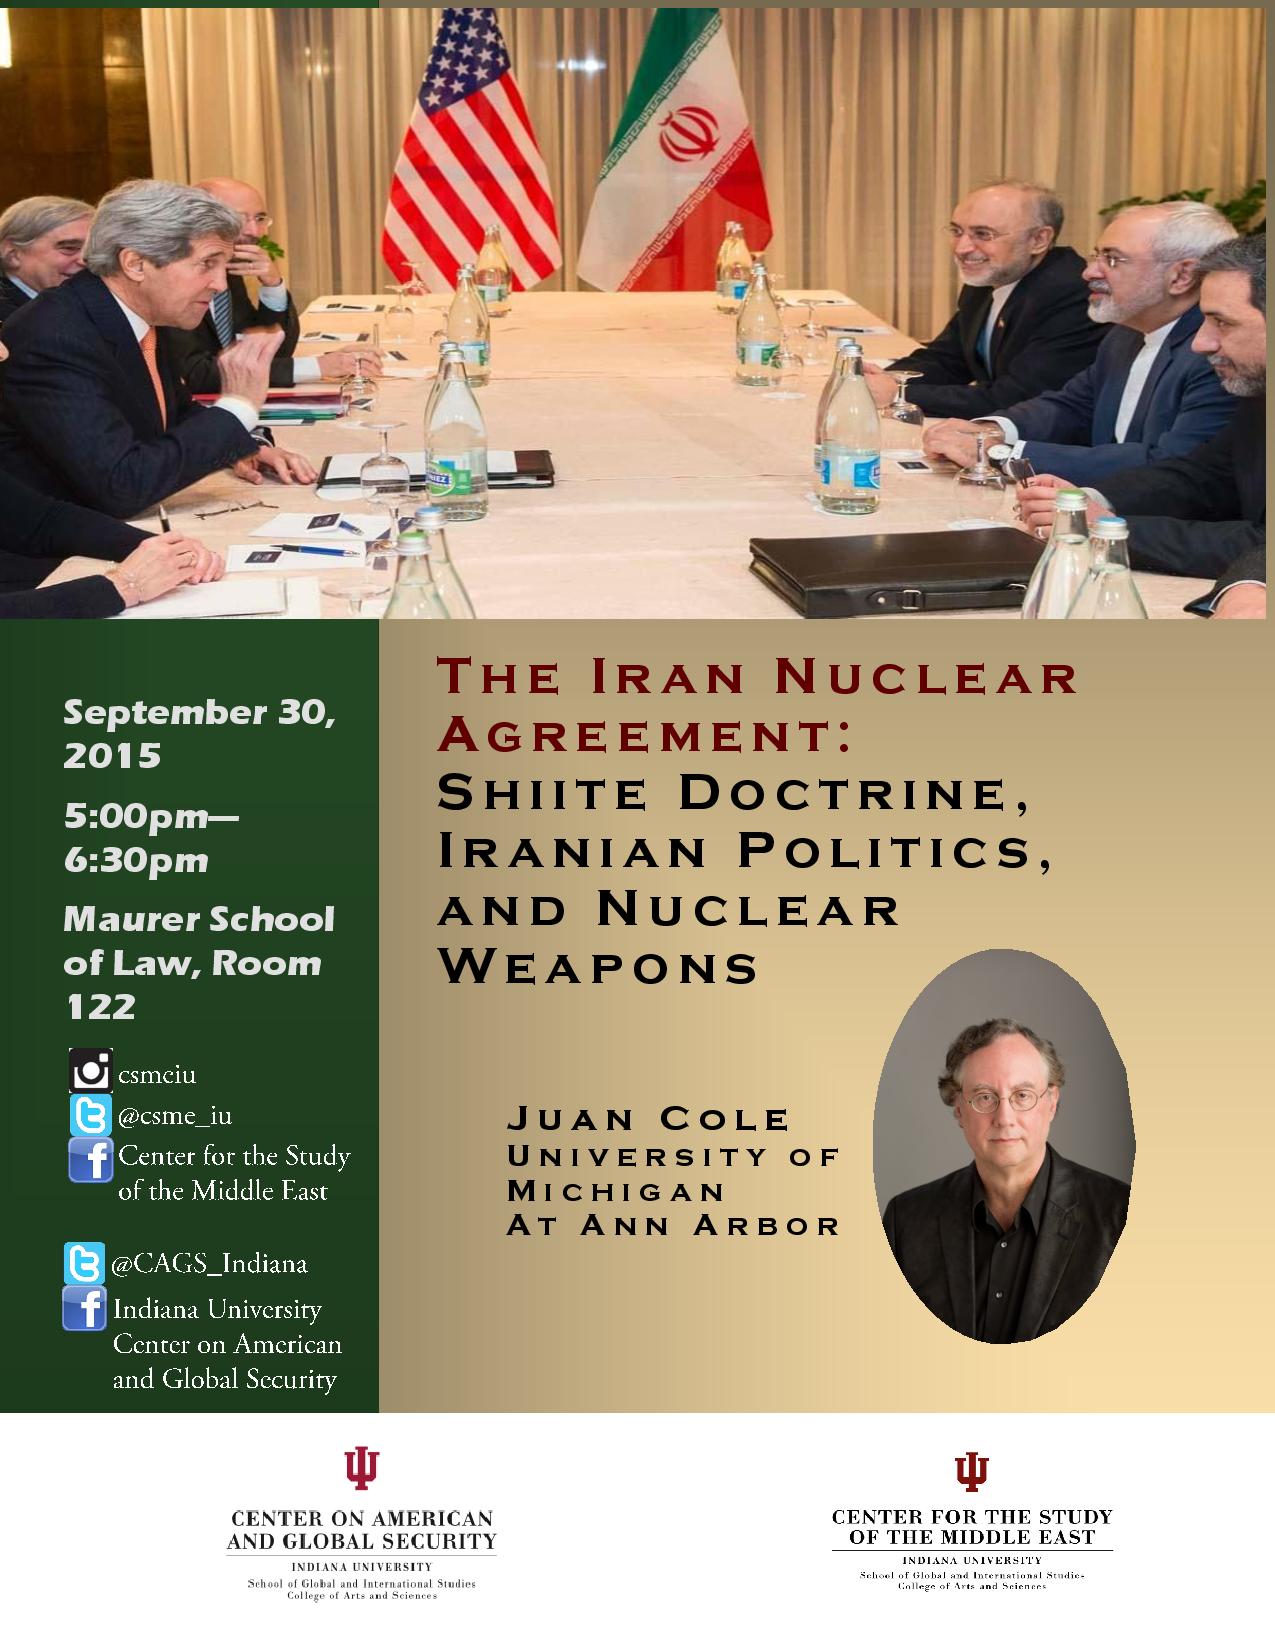 September 30,
2015
5:00pm—
6:30pm
Maurer School
of Law, Room
122
csmeiu
@csme_iu
Center for the Study
of the Middle East
@CAGS_Indiana
Indiana University
Center on American
and Global Security
The Iran Nuclear
Agreement:
Shiite Doctrine,
Iranian Politics,
and Nuclear
Weapons
Juan Cole
University of
Michigan
At Ann Arbor
CENTER ON AMERICAN
AND GLOBAL SECURITY
INDIANA UNIVERSITY
School of Global and International Studies
College of Arts and Sciences
CENTER FOR THE STUDY
OF THE MIDDLE EAST
INDIANA UNIVERSITY
School of Global and International Studies
College of Arts and Sciences